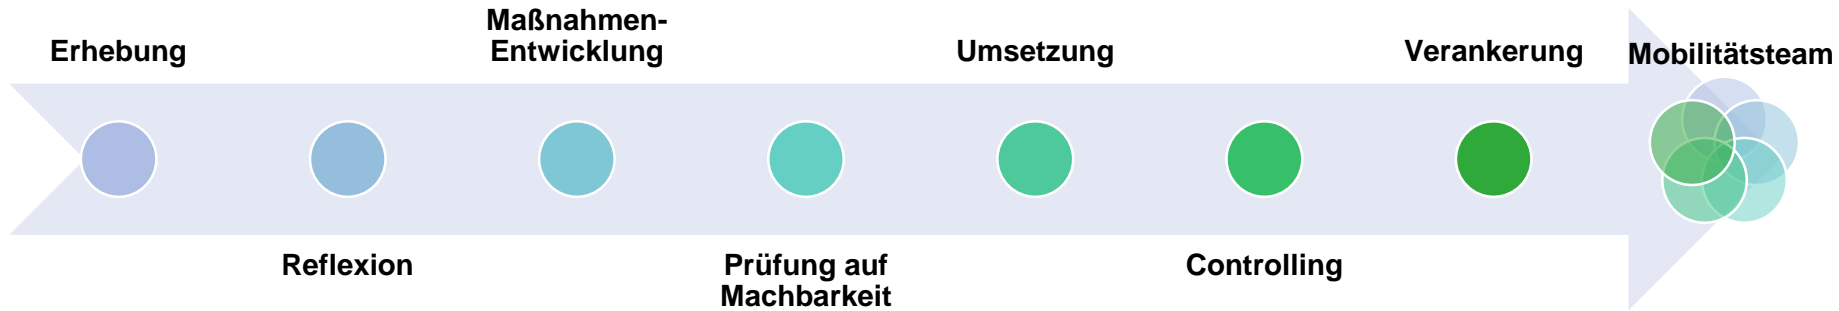 Erhebung
Reflexion
Maßnahmen-
Entwicklung
Prüfung auf
Machbarkeit
Umsetzung
Controlling
Verankerung
Mobilitätsteam